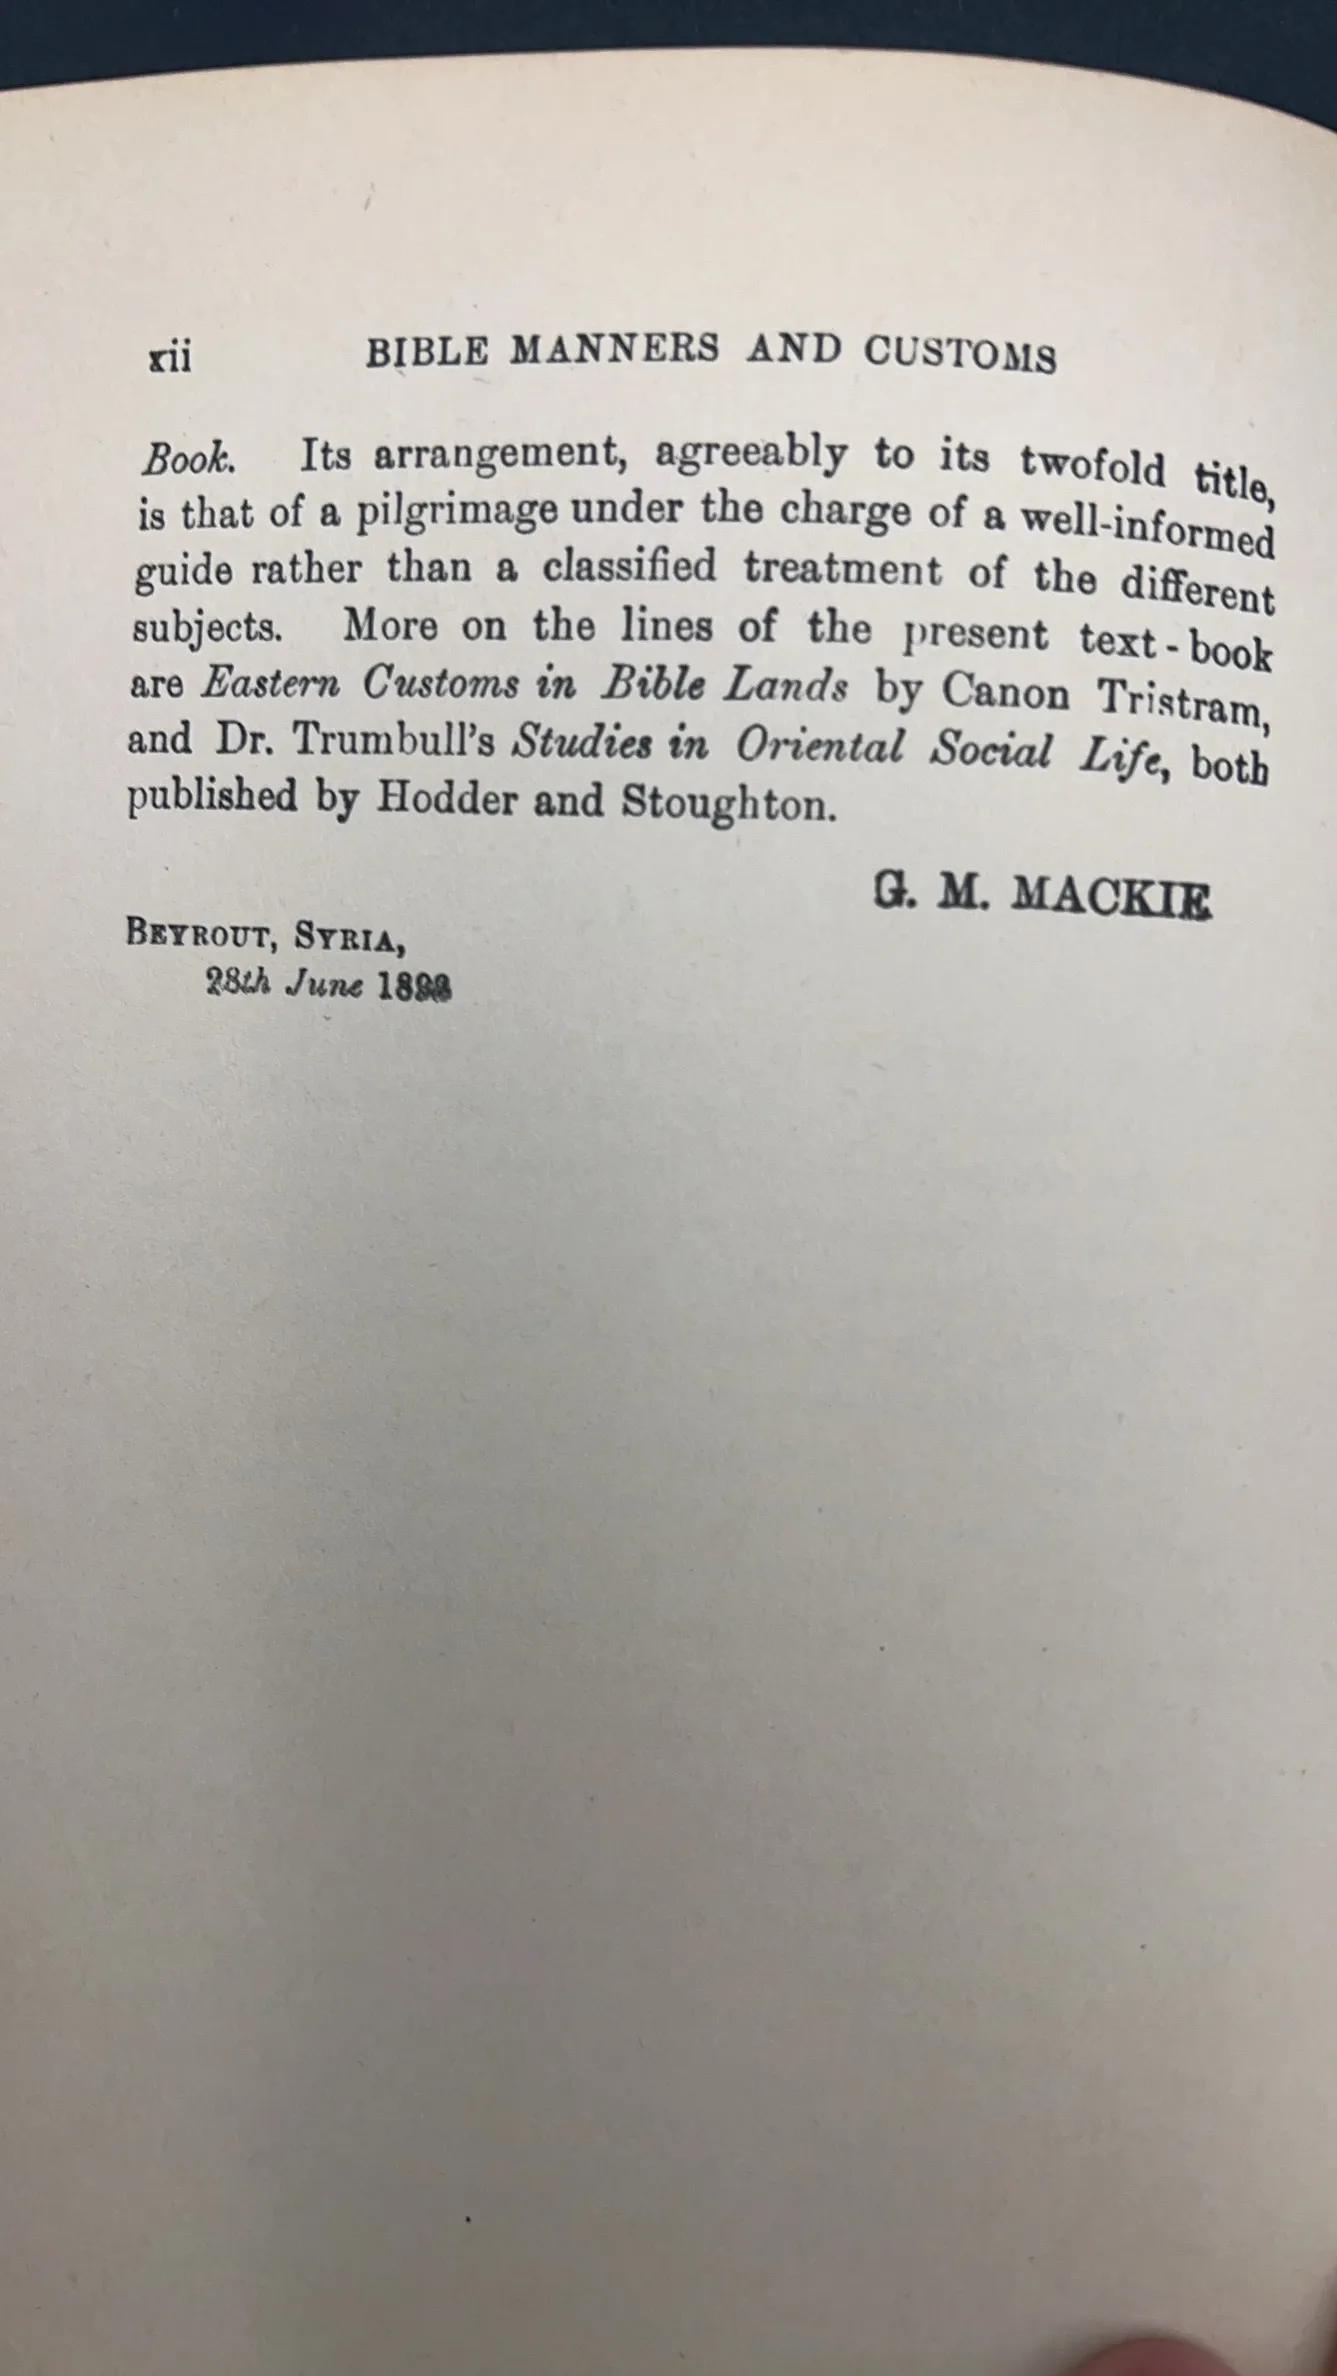 xii BIBLE MANNERS AND CUSTOMS
Book. Its arrangement, agreeably to its twofold title,
is that of a pilgrimage under the charge of a well-informed
guide rather than a classified treatment of the different
subjects. More on the lines of the present text-book
are Eastern Customs in Bible Lands by Canon Tristram,
and Dr. Trumbull's Studies in Oriental Social Life, both
published by Hodder and Stoughton.
G. M. MACKIE
BEYROUT, SYRIA,
28th June